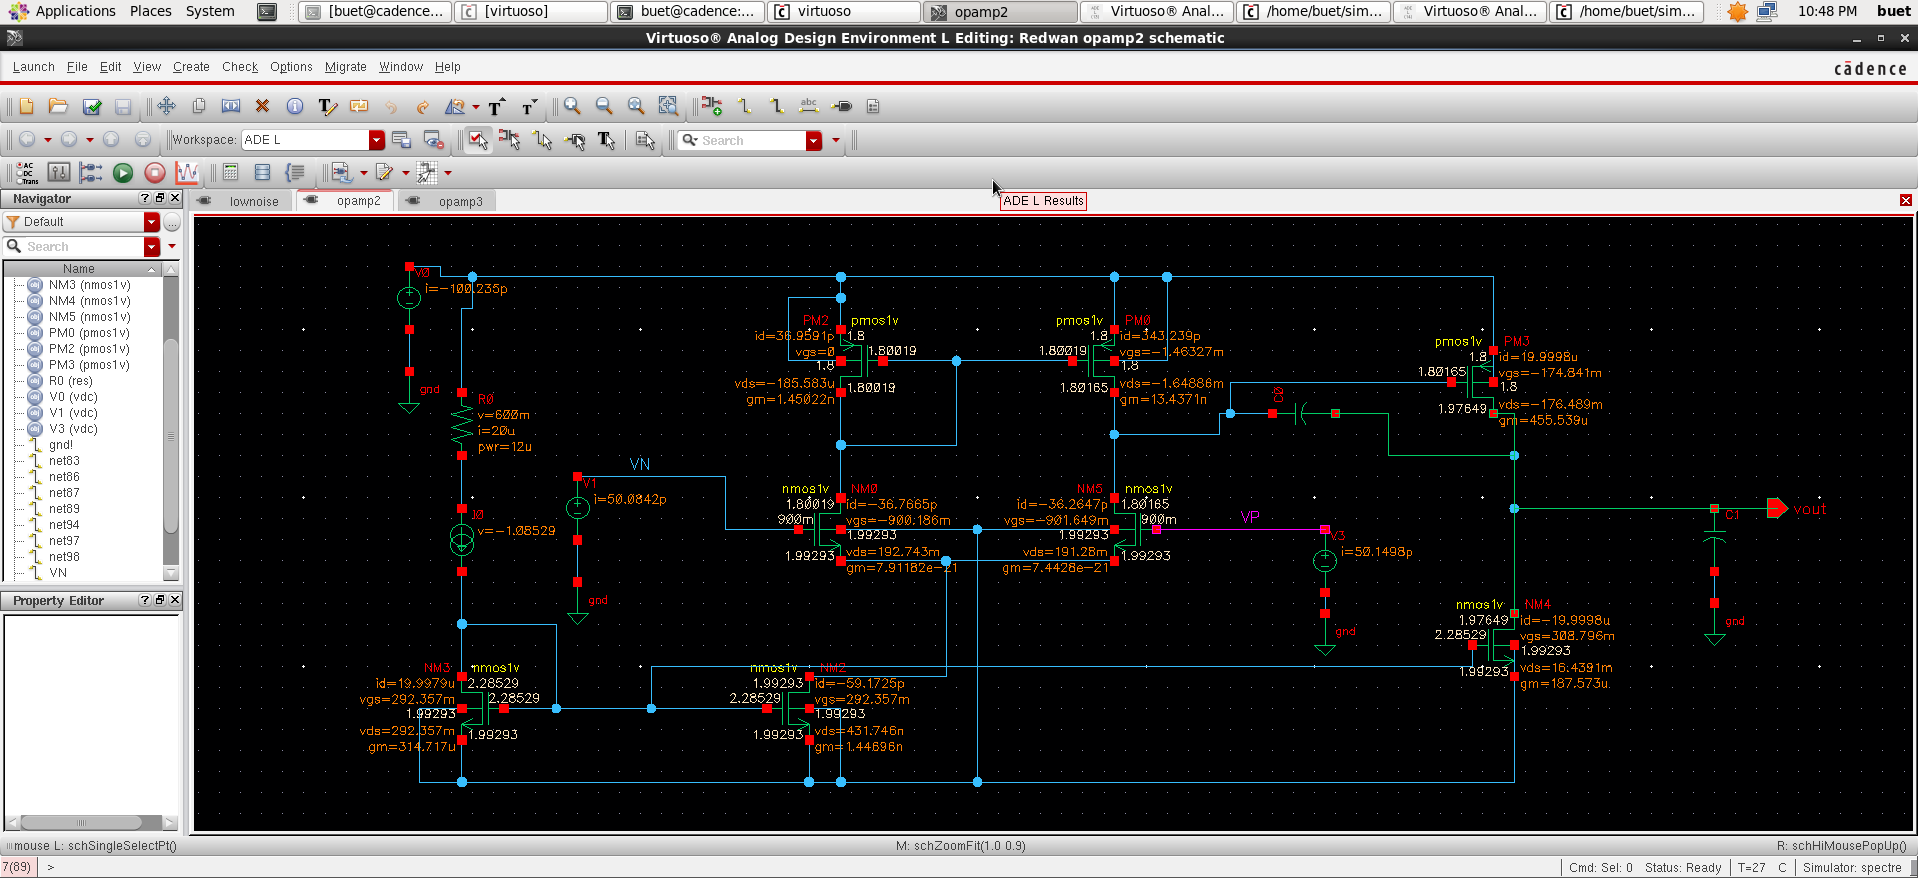 Applications Places System [buet@cadence... [virtuoso] buet@cadence:... virtuoso opamp2 Virtuoso® Anal... /home/buet/sim... Virtuoso® Anal... /home/buet/sim... 10:48 PM buet
Virtuoso® Analog Design Environment L Editing: Redwan opamp2 schematic
Launch File Edit View Create Check Options Migrate Window Help
cādence
Workspace: ADE L
Search
Navigator
lownoise opamp2 opamp3
ADE L Results
Default
Search
Name
NM3 (nmos1v)
NM4 (nmos1v)
NM5 (nmos1v)
PM0 (pmos1v)
PM2 (pmos1v)
PM3 (pmos1v)
R0 (res)
V0 (vdc)
V1 (vdc)
V3 (vdc)
gnd!
net83
net86
net87
net89
net94
net97
net98
VN
Property Editor
V0
i=-100.235p
gnd
R0
v=600m
i=20u
pwr=12u
I0
v=-1.08529
V1
i=50.0842p
gnd
VN
PM2 pmos1v
id=36.9591p 1.8
vgs=0 1.80019
1.8
vds=-185.583u 1.80019
gm=1.45022n
pmos1v PM0
1.8 id=343.239p
1.80019 vgs=-1.46327m
1.8
1.80165 vds=-1.64886m
gm=13.4371n
pmos1v PM3
1.8 id=19.9998u
1.80165 vgs=-174.841m
1.8
1.97649 vds=-176.489m
gm=455.539u
C0
nmos1v NM0
1.80019 id=-36.7665p
900m vgs=-900.186m
1.99293
1.99293 vds=192.743m
gm=7.91182e-21
NM5 nmos1v
id=-36.2647p 1.80165
vgs=-901.649m 900m
1.99293
vds=191.28m 1.99293
gm=7.4428e-21
VP
V3
i=50.1498p
gnd
vout
C1
gnd
nmos1v NM4
1.97649 id=-19.9998u
2.28529 vgs=308.796m
1.99293
1.99293 vds=16.4391m
gm=187.573u
NM3 nmos1v
id=19.9979u 2.28529
vgs=292.357m 2.28529
1.99293
vds=292.357m 1.99293
gm=314.717u
nmos1v NM2
1.99293 id=-59.1725p
2.28529 vgs=292.357m
1.99293
1.99293 vds=431.746n
gm=1.44696n
mouse L: schSingleSelectPt() M: schZoomFit(1.0 0.9) R: schHiMousePopUp()
7(89) > Cmd: Sel: 0 Status: Ready T=27 C Simulator: spectre